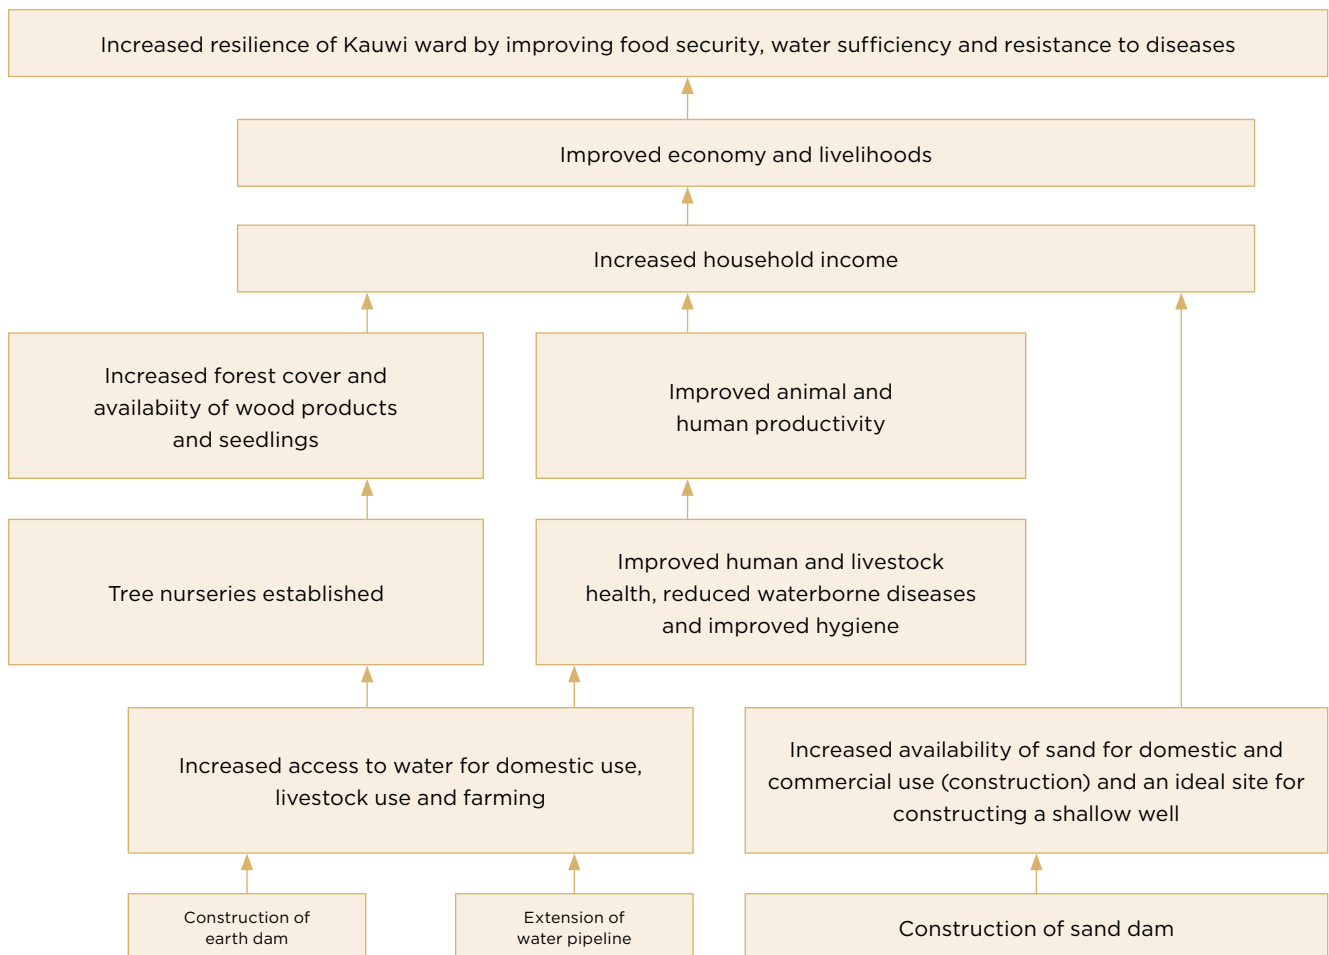 Increased resilience of Kauwi ward by improving food security, water sufficiency and resistance to diseases
Improved economy and livelihoods
Increased household income
Increased forest cover and
availabiity of wood products
and seedlings
Improved animal and
human productivity
Tree nurseries established
Improved human and livestock
health, reduced waterborne diseases
and improved hygiene
Increased access to water for domestic use,
livestock use and farming
Increased availability of sand for domestic and
commercial use (construction) and an ideal site for
constructing a shallow well
Construction of
earth dam
Extension of
water pipeline
Construction of sand dam